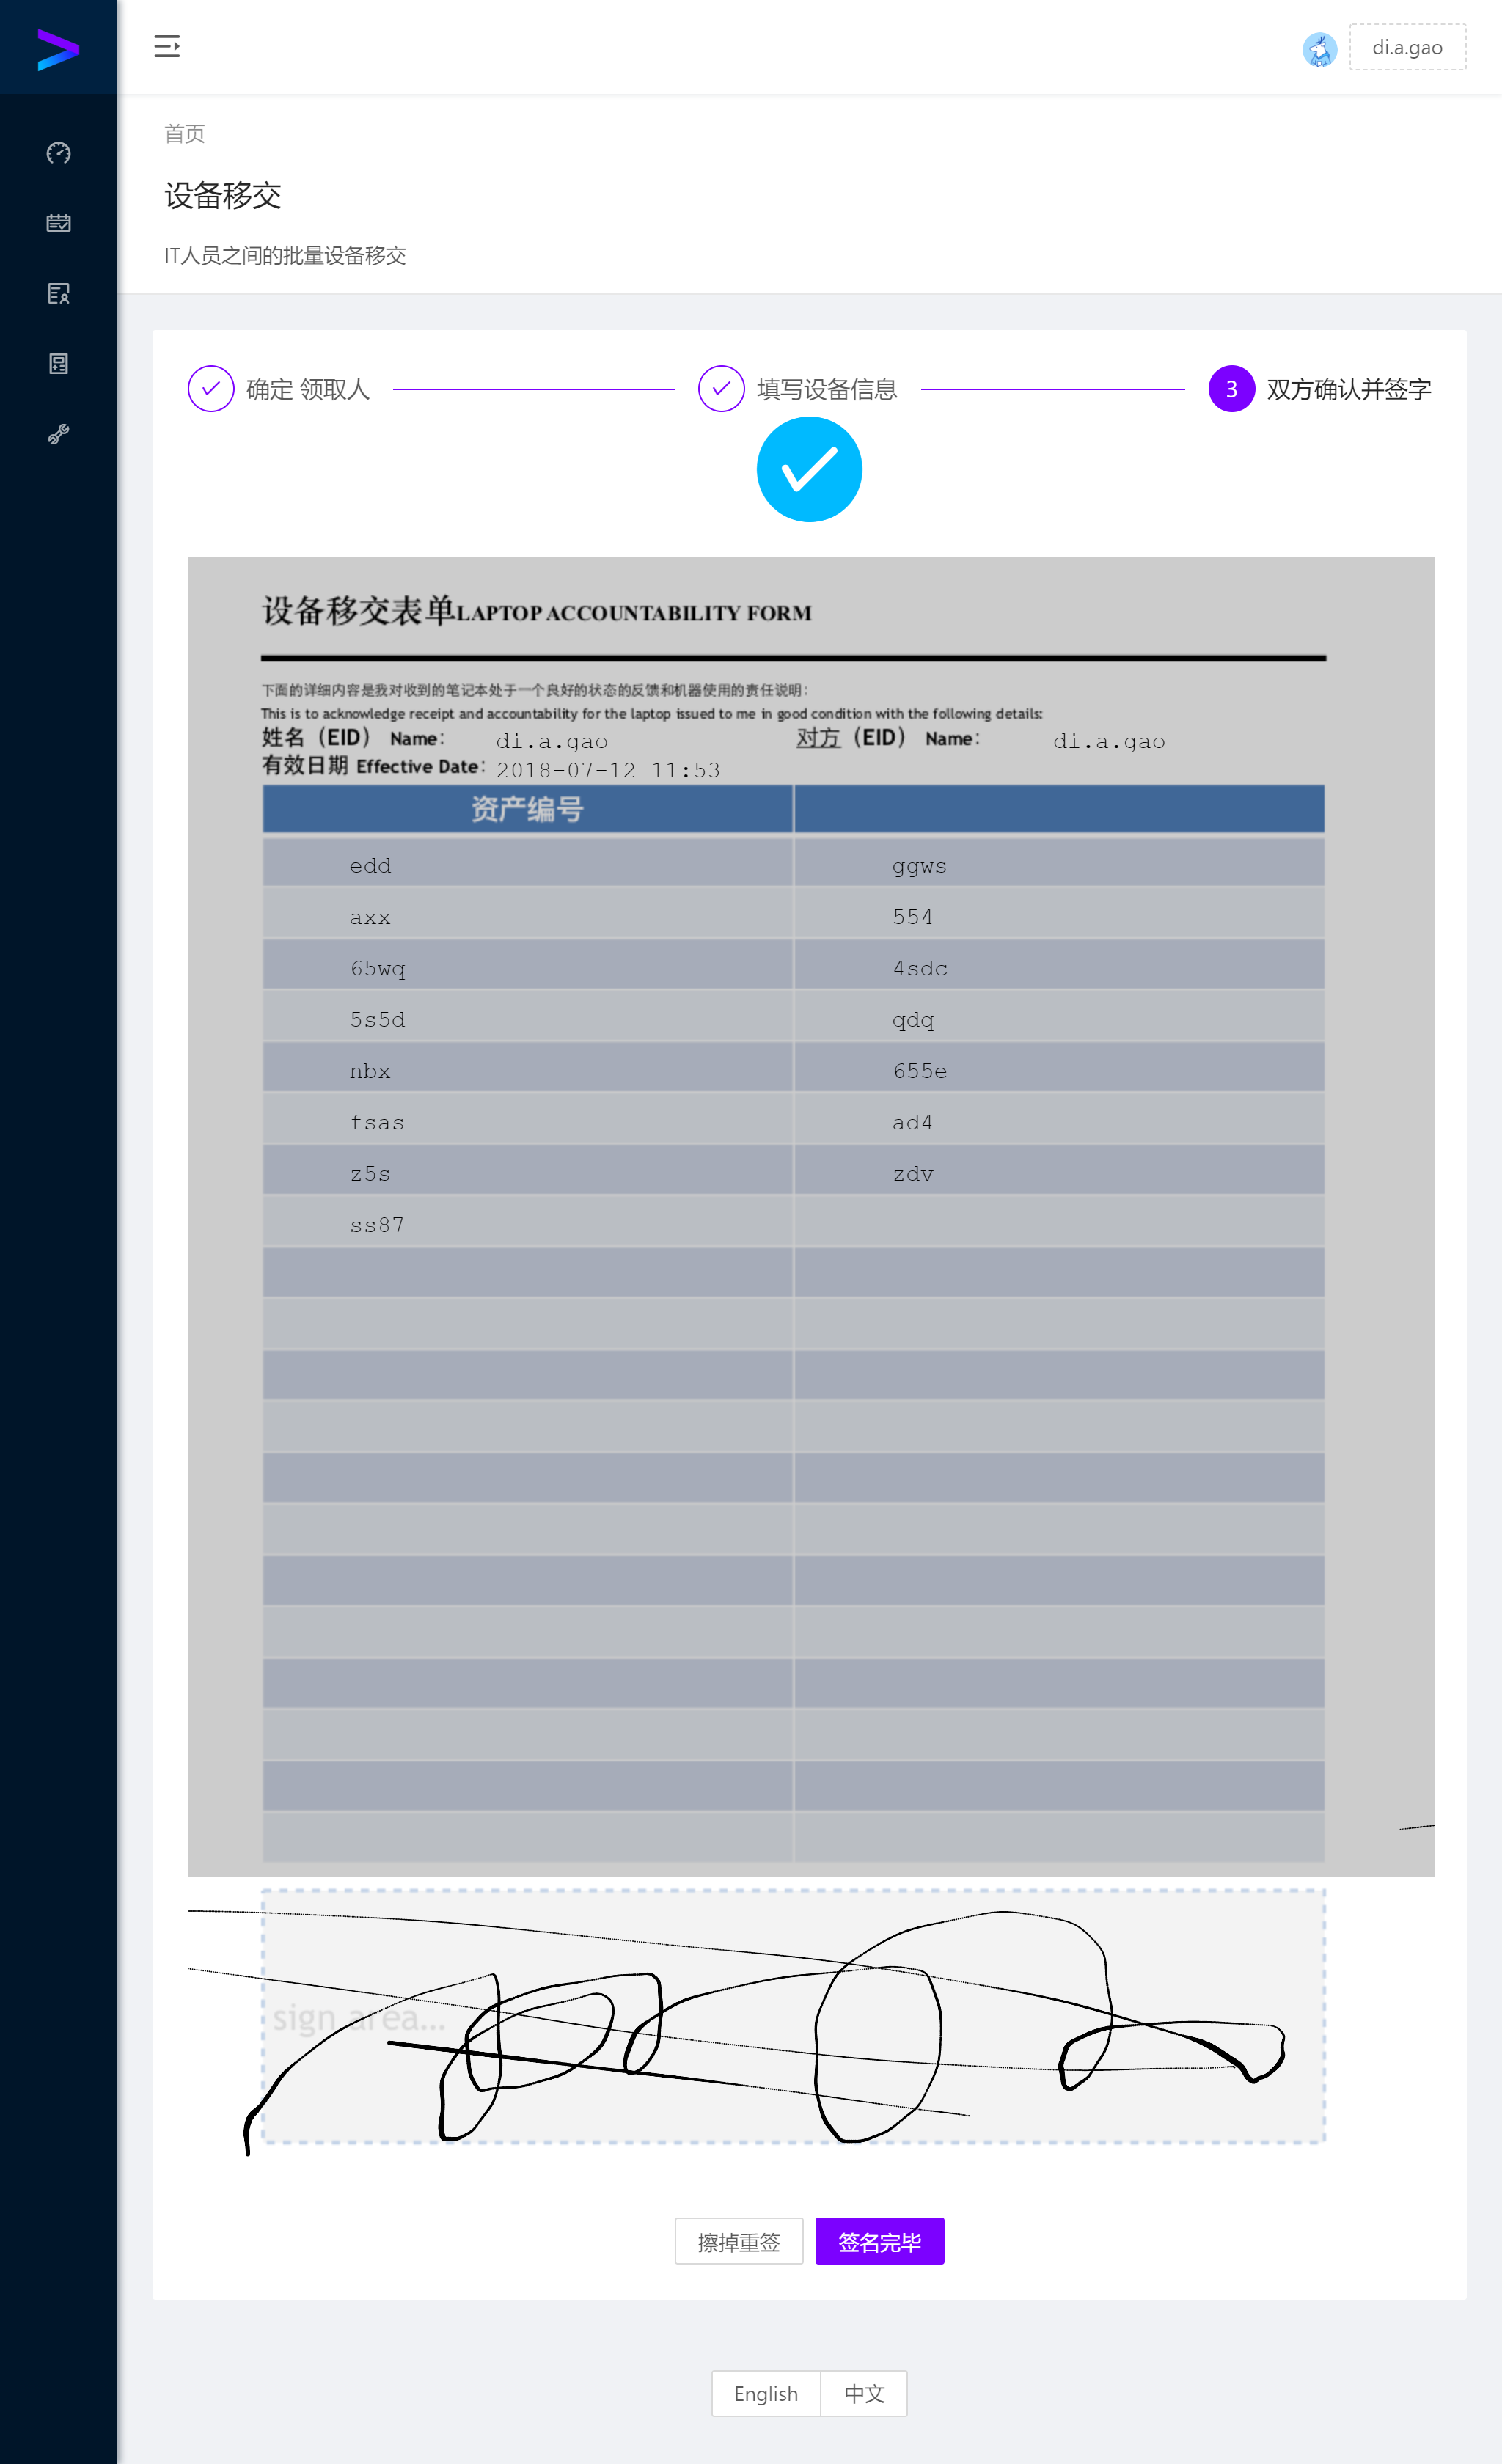 di.a.gao
首页
设备移交
IT人员之间的批量设备移交
确定 领取人 填写设备信息 3 双方确认并签字
设备移交表单LAPTOP ACCOUNTABILITY FORM
下面的详细内容是我对收到的笔记本处于一个良好的状态的反馈和机器使用的责任说明：
This is to acknowledge receipt and accountability for the laptop issued to me in good condition with the following details:
姓名（EID） Name： di.a.gao 对方（EID） Name： di.a.gao
有效日期 Effective Date： 2018-07-12 11:53
资产编号
edd ggws
axx 554
65wq 4sdc
5s5d qdq
nbx 655e
fsas ad4
z5s zdv
ss87
sign area...
擦掉重签 签名完毕
English 中文